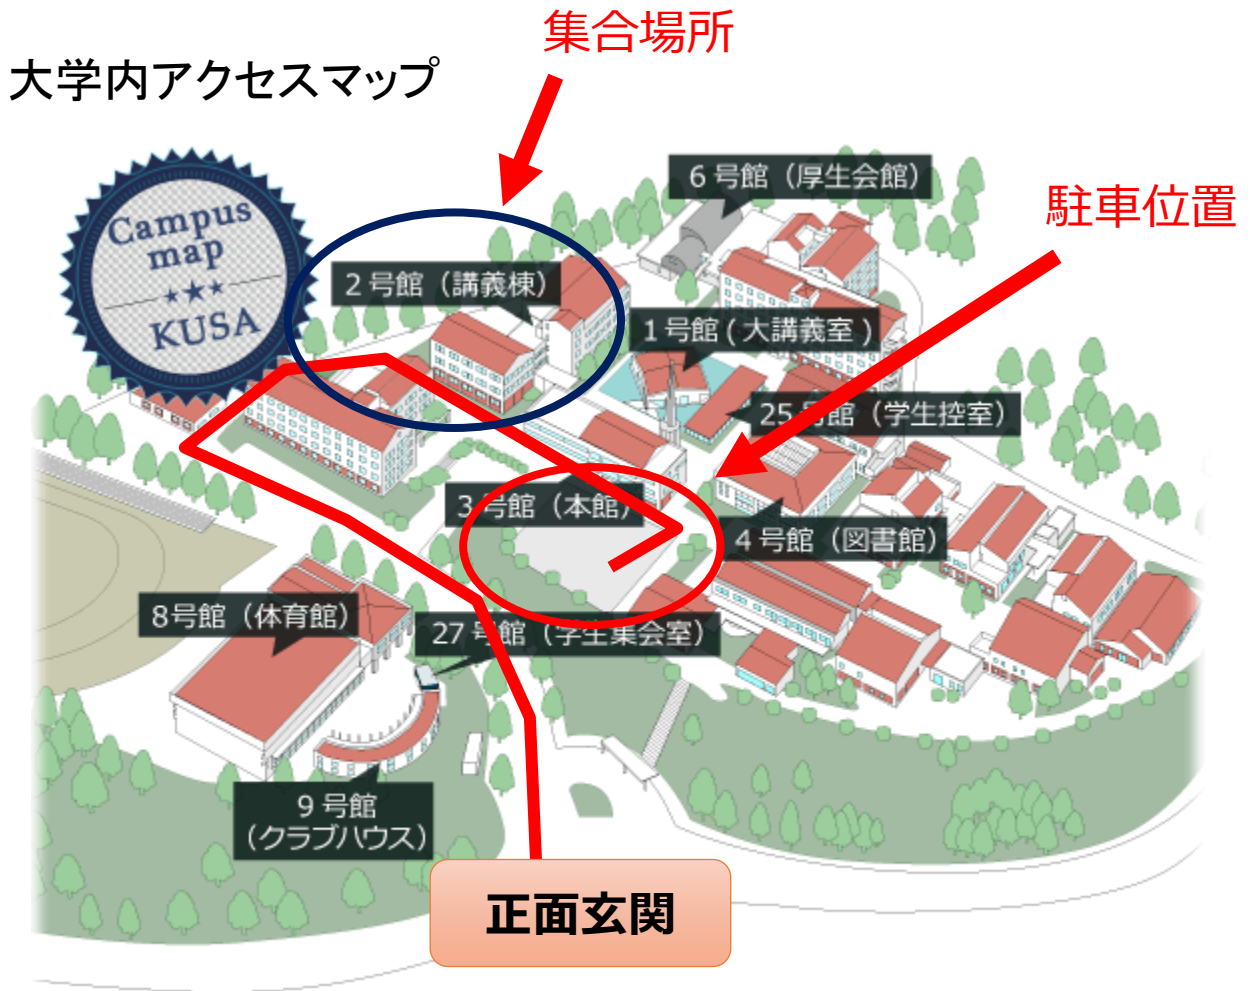 集合場所
大学内アクセスマップ
6号館（厚生会館）
駐車位置
Campus
map
KUSA
2号館（講義棟）
1号館(大講義室)
25号館（学生控室）
3号館（本館）
4号館（図書館）
8号館（体育館）
27号館（学生集会室）
9号館
（クラブハウス）
正面玄関